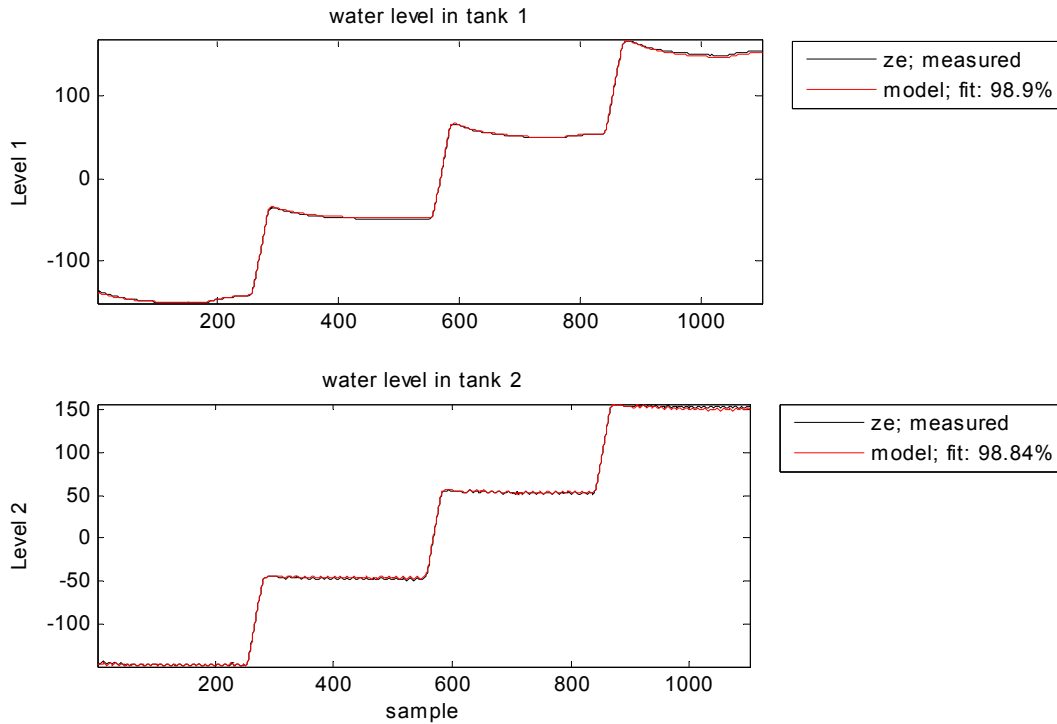 water level in tank 1
100
0
-100
Level 1
200
400
600
800
1000
ze; measured
model; fit: 98.9%
water level in tank 2
150
100
50
0
-50
-100
Level 2
200
400
600
800
1000
sample
ze; measured
model; fit: 98.84%